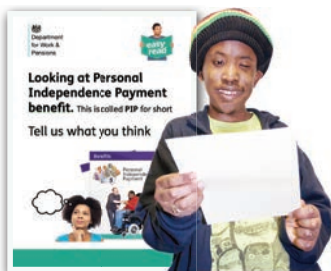 Department
for Work &
Pensions
easy
read
Looking at Personal
Independence Payment
benefit. This is called PIP for short
Tell us what you think
Benefits
Personal
Independence
Payment